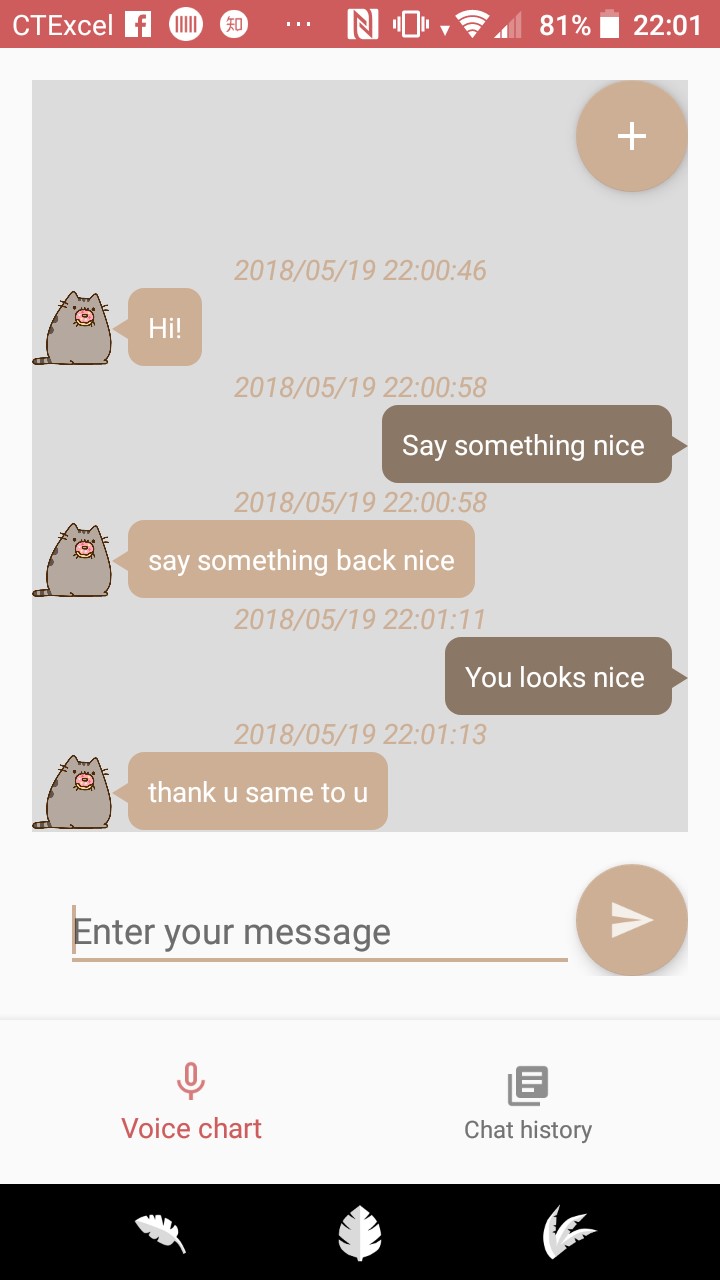 CTExcel 知 ... 81% 22:01
2018/05/19 22:00:46
Hi!
2018/05/19 22:00:58
Say something nice
2018/05/19 22:00:58
say something back nice
2018/05/19 22:01:11
You looks nice
2018/05/19 22:01:13
thank u same to u
Enter your message
Voice chart Chat history